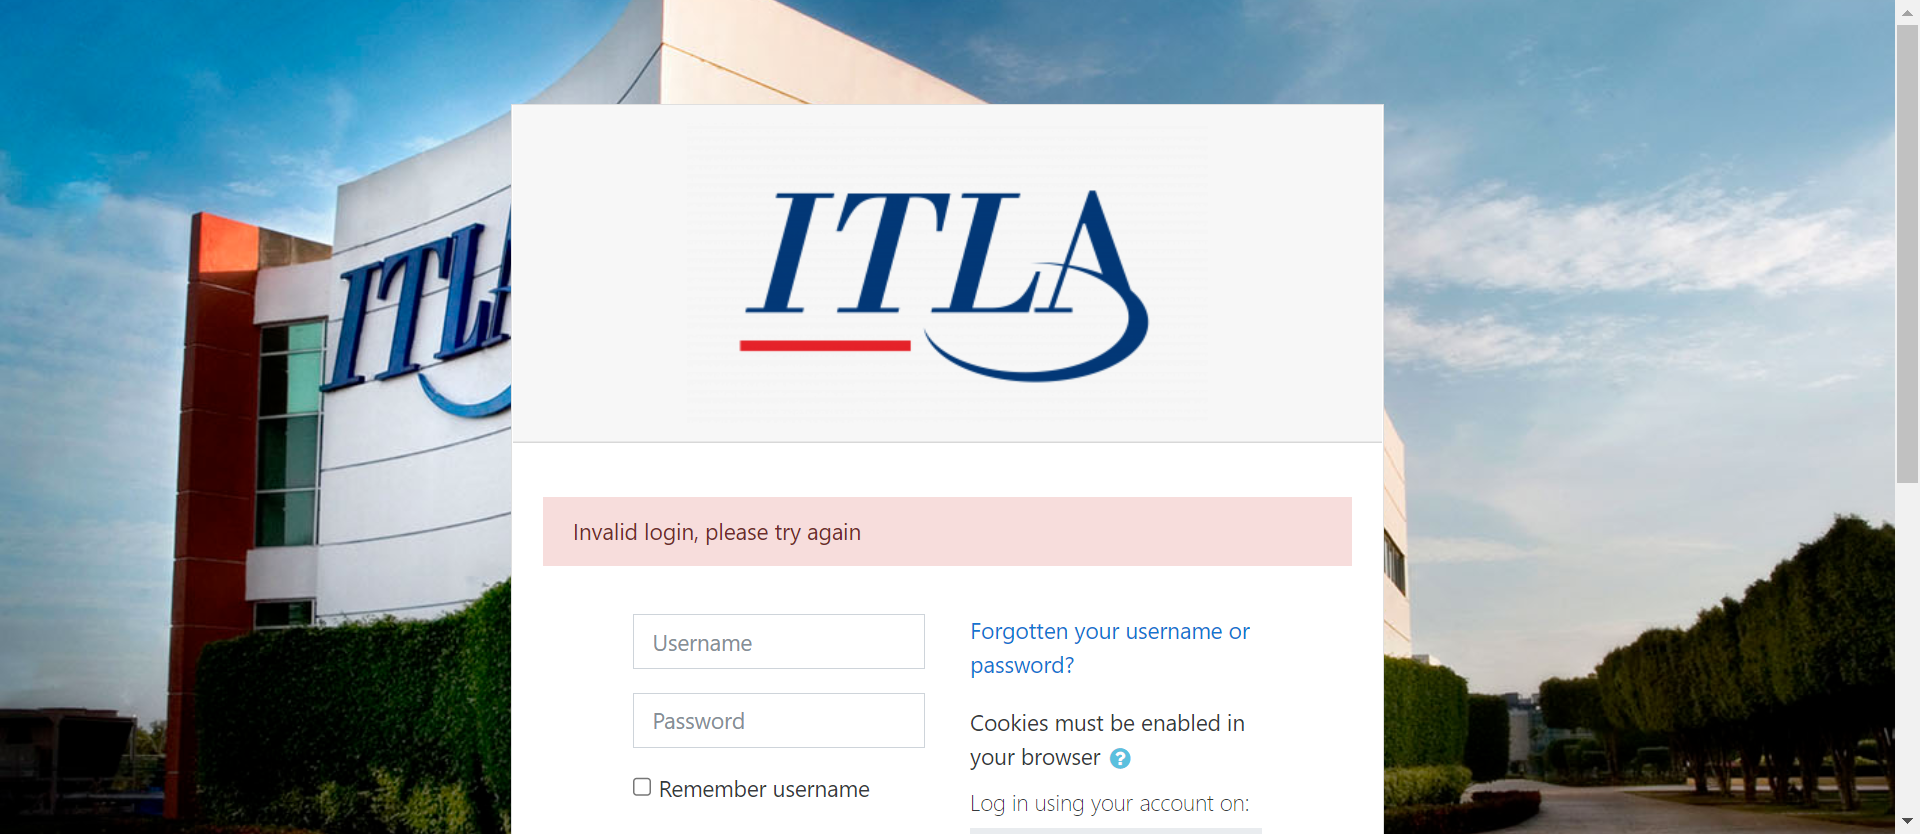 ITLA
ITLA
Invalid login, please try again
Username
Password
Remember username
Forgotten your username or
password?
Cookies must be enabled in
your browser ?
Log in using your account on: